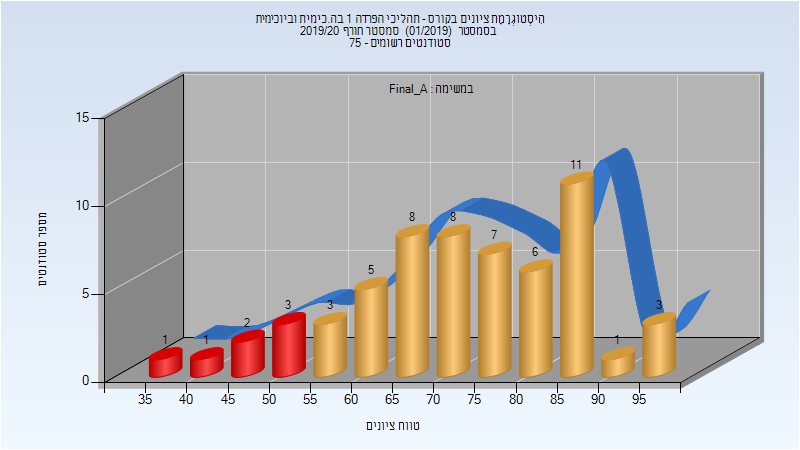 היסטוגרמת ציונים בקורס - תהליכי הפרדה 1 בה.כימית וביוכימית
בסמסטר (01/2019) סמסטר חורף 2019/20
סטודנטים רשומים - 75
במשימה : Final_A
מספר סטודנטים
15
10
5
0
1 1 2 3 3 5 8 8 7 6 11 1 3
35 40 45 50 55 60 65 70 75 80 85 90 95
טווח ציונים